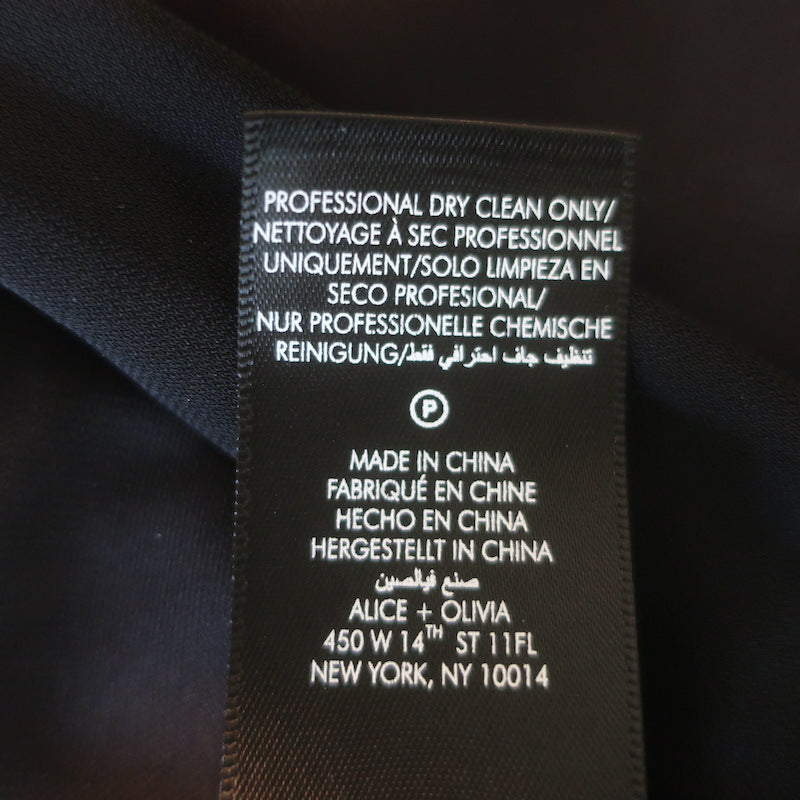 PROFESSIONAL DRY CLEAN ONLY/
NETTOYAGE À SEC PROFESSIONNEL
UNIQUEMENT/SOLO LIMPIEZA EN
SECO PROFESIONAL/
NUR PROFESSIONELLE CHEMISCHE
REINIGUNG/تنظيف جاف احترافي فقط
P
MADE IN CHINA
FABRIQUÉ EN CHINE
HECHO EN CHINA
HERGESTELLT IN CHINA
صنع فيالصين
ALICE + OLIVIA
450 W 14TH ST 11FL
NEW YORK, NY 10014